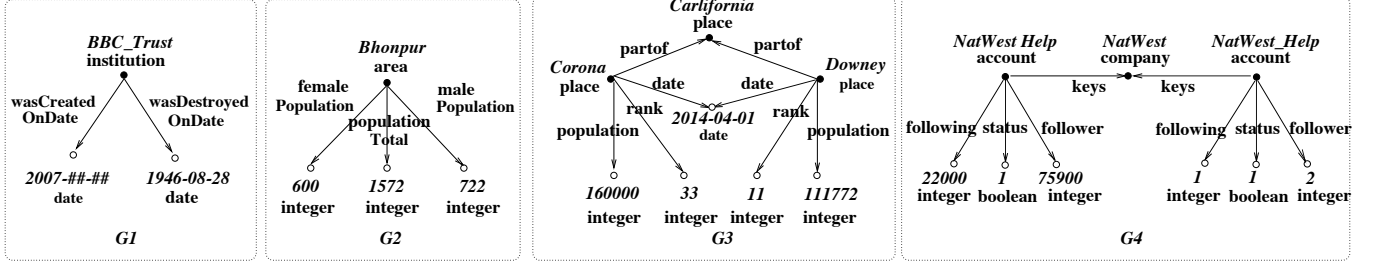 BBC_Trust
institution
wasCreated
OnDate
wasDestroyed
OnDate
2007-##-##
date
1946-08-28
date
G1
Bhonpur
area
female
Population
male
Population
population
Total
600
integer
1572
integer
722
integer
G2
Carlifornia
place
partof
partof
Corona
place
Downey
place
date
date
rank
rank
2014-04-01
date
population
population
160000
integer
33
integer
11
integer
111772
integer
G3
NatWest Help
account
NatWest
company
NatWest_Help
account
keys
keys
following
status
follower
following
status
follower
22000
integer
1
boolean
75900
integer
1
integer
1
boolean
2
integer
G4